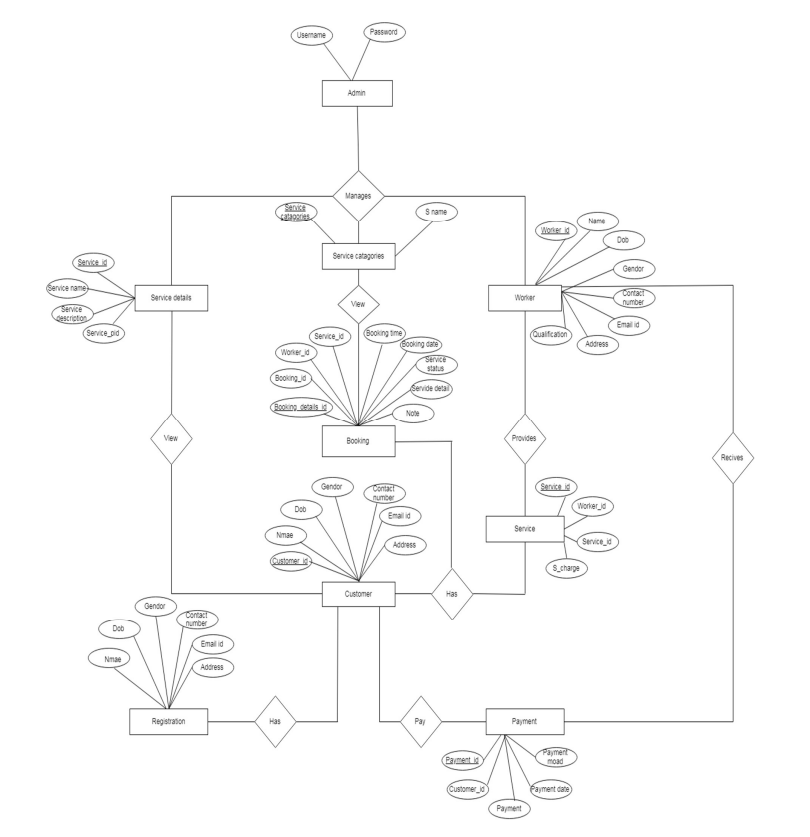 Username
Password
Admin
Manages
Service
catagories
S.name
Service catagories
Service_id
Service name
Service
description
Service_pid
Service details
Worker_id
Name
Dob
Gendor
Contact
number
Email id
Address
Qualification
Worker
View
Service_id
Booking time
Booking date
Worker_id
Service
status
Booking_id
Servide detail
Booking_details_id
Note
Booking
View
Provides
Recives
Service_id
Worker_id
Service_id
S_charge
Service
Gendor
Contact
number
Dob
Email id
Nmae
Address
Customer_id
Customer
Has
Gendor
Contact
number
Dob
Email id
Nmae
Address
Registration
Has
Pay
Payment
Payment_id
Payment
moad
Customer_id
Payment date
Payment